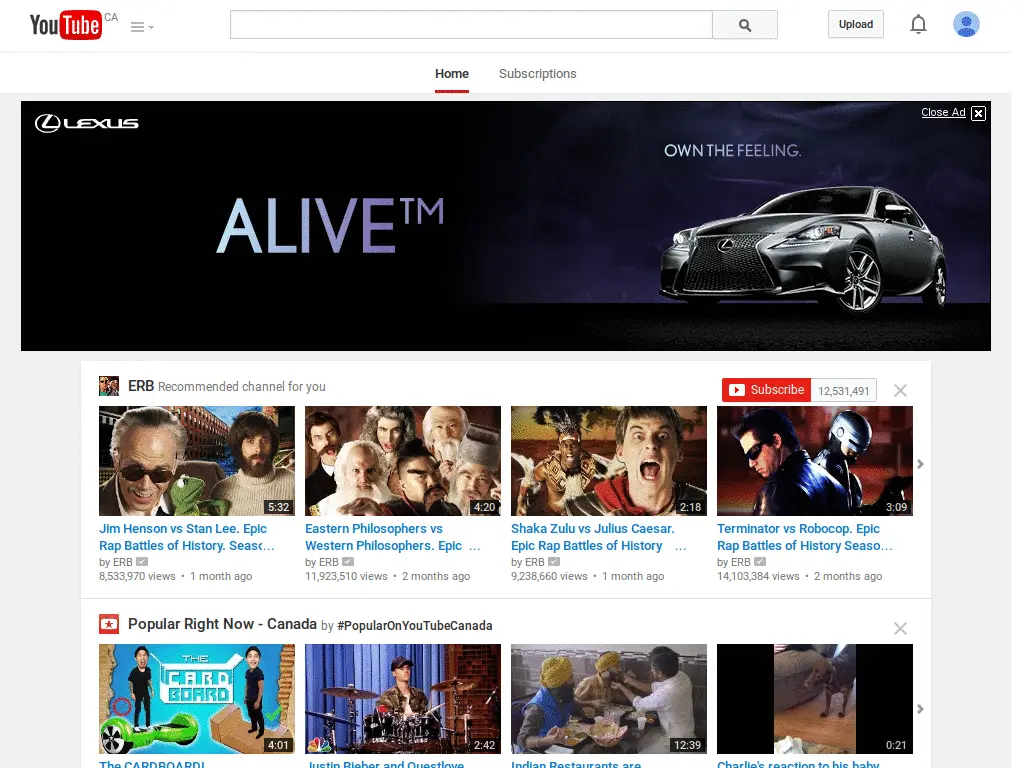 YouTube CA
Upload
Home Subscriptions
LEXUS
Close Ad X
OWN THE FEELING.
ALIVE™
ERB Recommended channel for you
Subscribe 12,531,491
5:32
4:20
2:18
3:09
Jim Henson vs Stan Lee. Epic
Rap Battles of History. Seasc...
by ERB
8,533,970 views • 1 month ago
Eastern Philosophers vs
Western Philosophers. Epic ...
by ERB
11,923,510 views • 2 months ago
Shaka Zulu vs Julius Caesar.
Epic Rap Battles of History ...
by ERB
9,238,660 views • 1 month ago
Terminator vs Robocop. Epic
Rap Battles of History Seaso...
by ERB
14,103,384 views • 2 months ago
Popular Right Now - Canada by #PopularOnYouTubeCanada
THE
CARD
BOARD
4:01
2:42
12:39
0:21
The CARDBOARD!
Justin Bieber and Questlove
Indian Restaurants are
Charlie's reaction to his baby